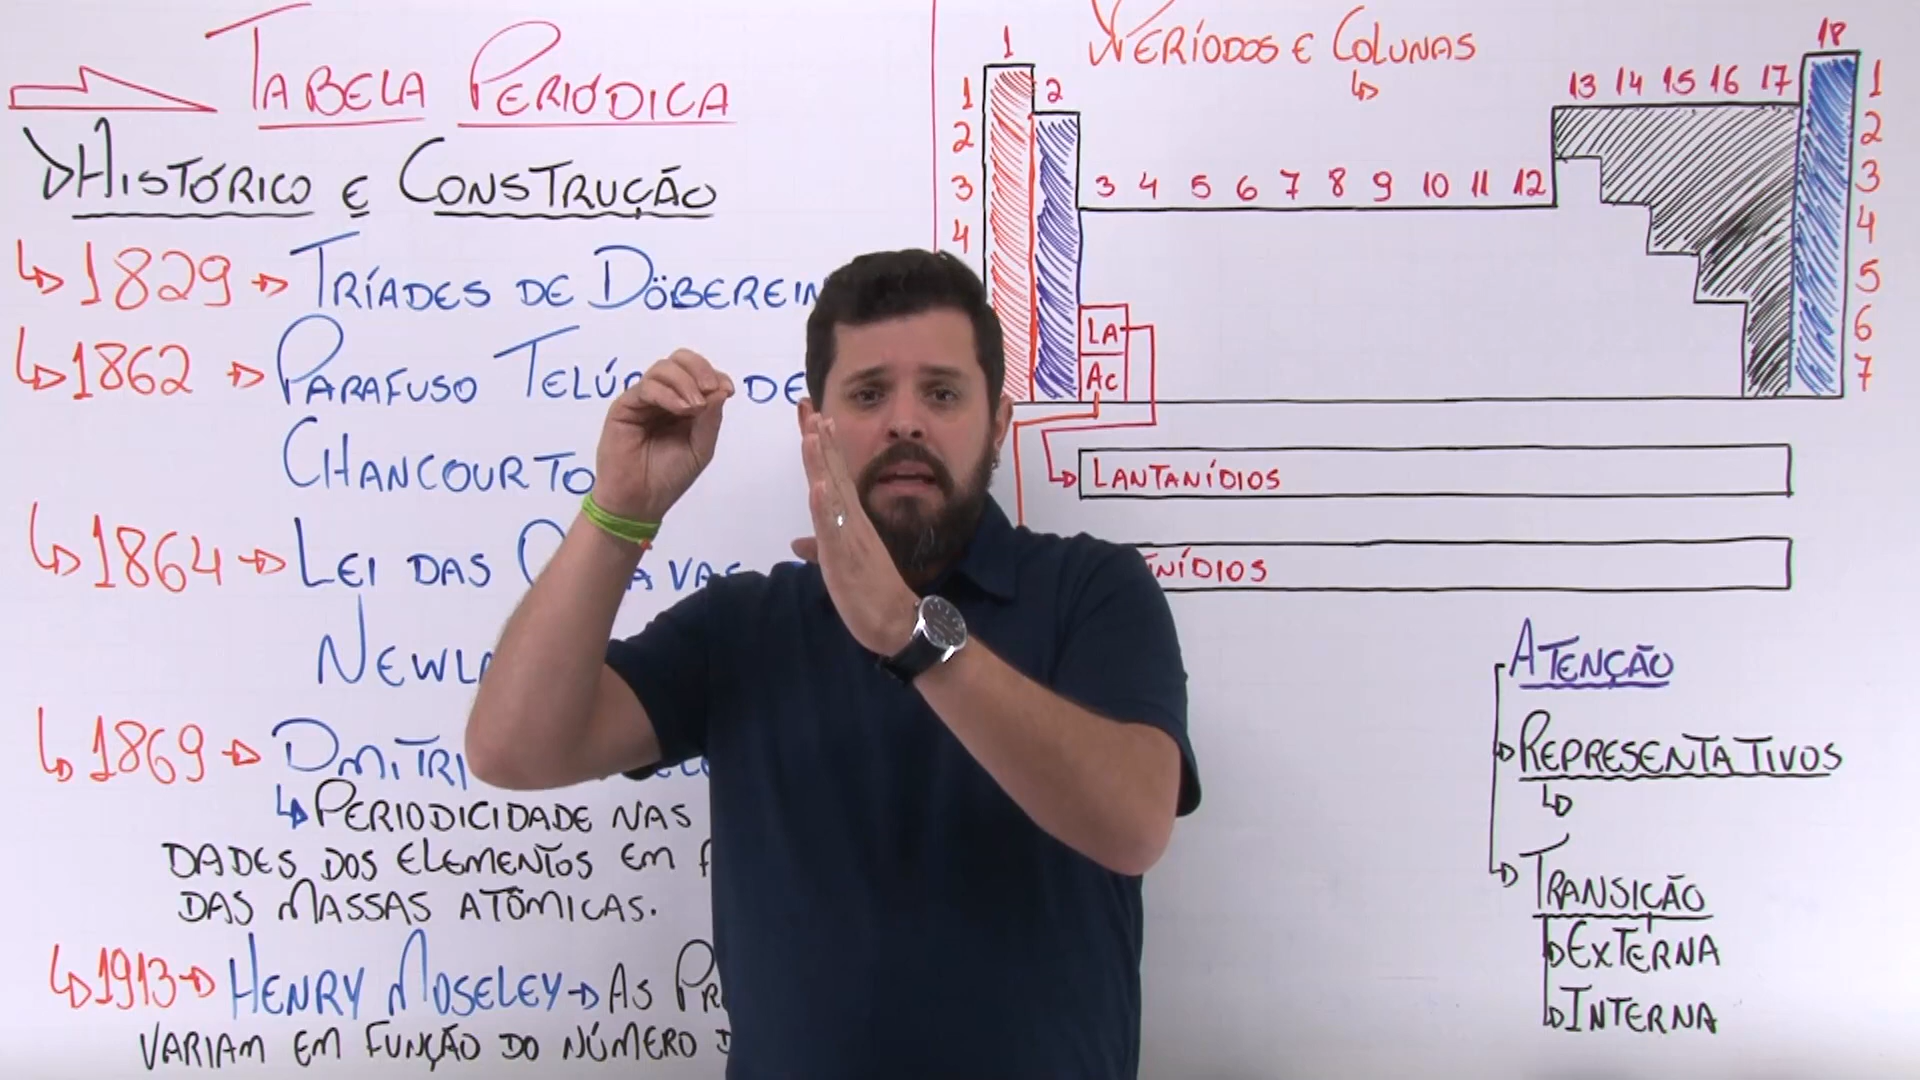 TABELA PERIÓDICA
HISTÓRICO E CONSTRUÇÃO
1829 TRÍADES DE DÖBEREIN
1862 PARAFUSO DE
CHANCOURTO
1864 LEI DAS
NEWLA
1869 DMITRI
PERIODICIDADE NAS
DADES DOS ELEMENTOS EM
DAS MASSAS ATÔMICAS.
1913 HENRY MOSELEY AS PR
VARIAM EM FUNÇÃO DO NÚMERO D
PERÍODOS E COLUNAS
1 18
2 13 14 15 16 17
3 4 5 6 7 8 9 10 11 12
1
2
3
4
1
2
3
4
5
6
7
LA
AC
LANTANÍDIOS
NÍDIOS
ATENÇÃO
REPRESENTATIVOS
TRANSIÇÃO
EXTERNA
INTERNA